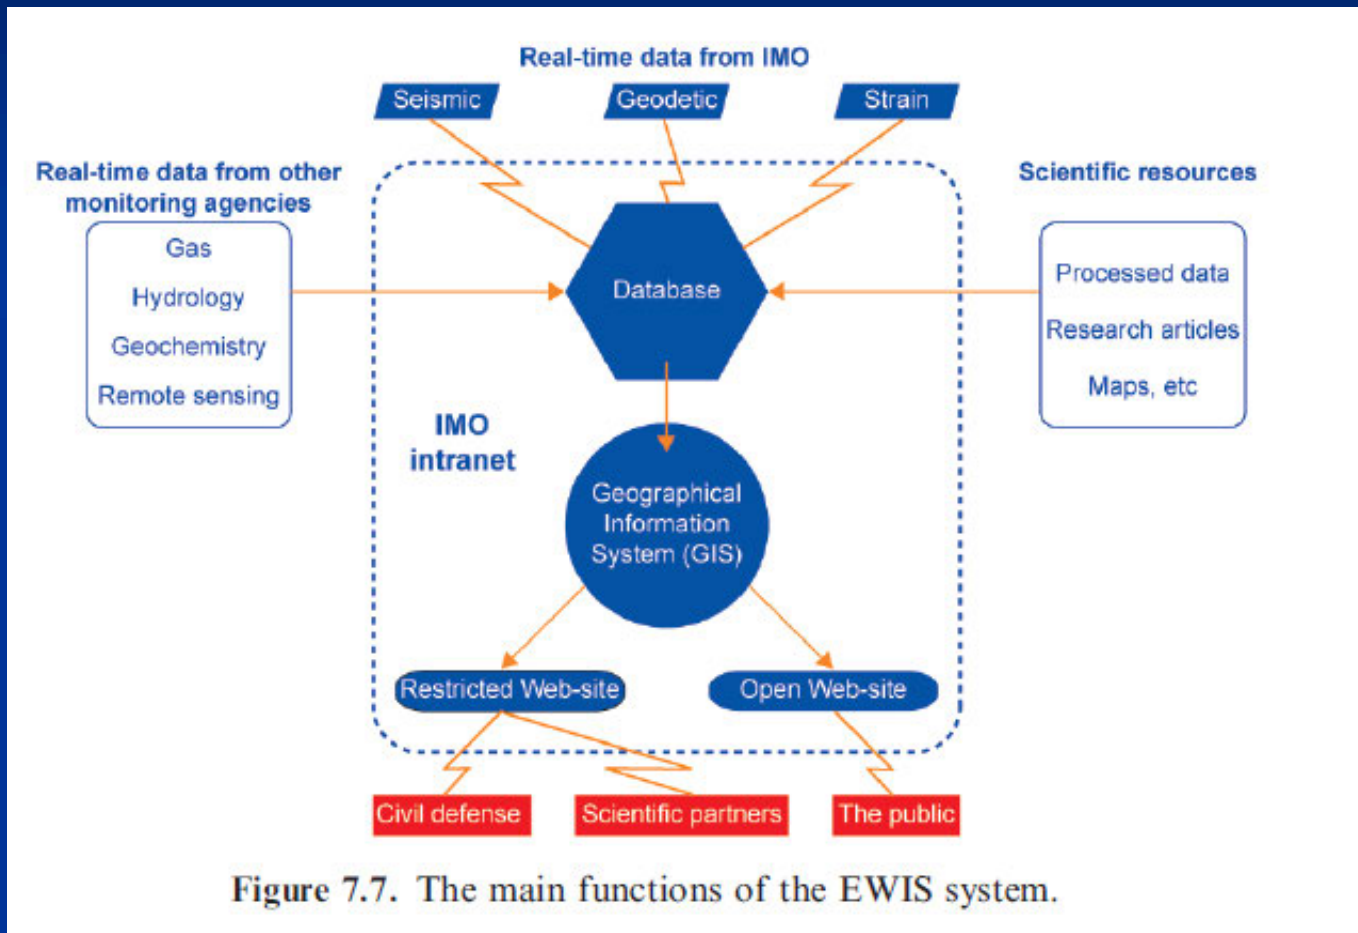 Real-time data from IMO
Seismic
Geodetic
Strain
Real-time data from other
monitoring agencies
Gas
Hydrology
Geochemistry
Remote sensing
Scientific resources
Processed data
Research articles
Maps, etc
Database
IMO
intranet
Geographical
Information
System (GIS)
Restricted Web-site
Open Web-site
Civil defense
Scientific partners
The public
Figure 7.7. The main functions of the EWIS system.